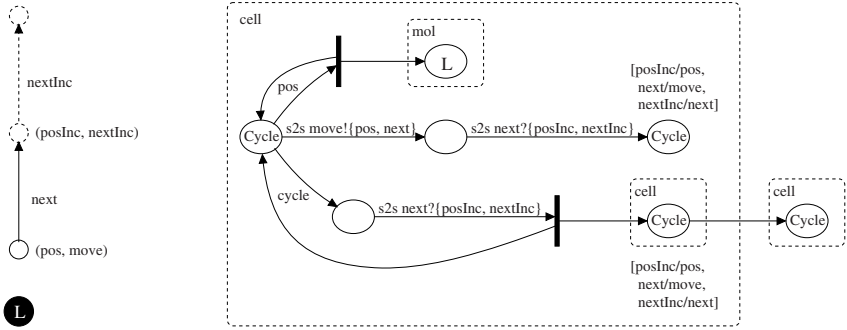 nextInc
(posInc, nextInc)
next
(pos, move)
L
cell
mol
L
pos
[posInc/pos,
next/move,
nextInc/next]
Cycle
s2s move!{pos, next}
s2s next?{posInc, nextInc}
Cycle
cycle
s2s next?{posInc, nextInc}
cell
Cycle
cell
Cycle
[posInc/pos,
next/move,
nextInc/next]